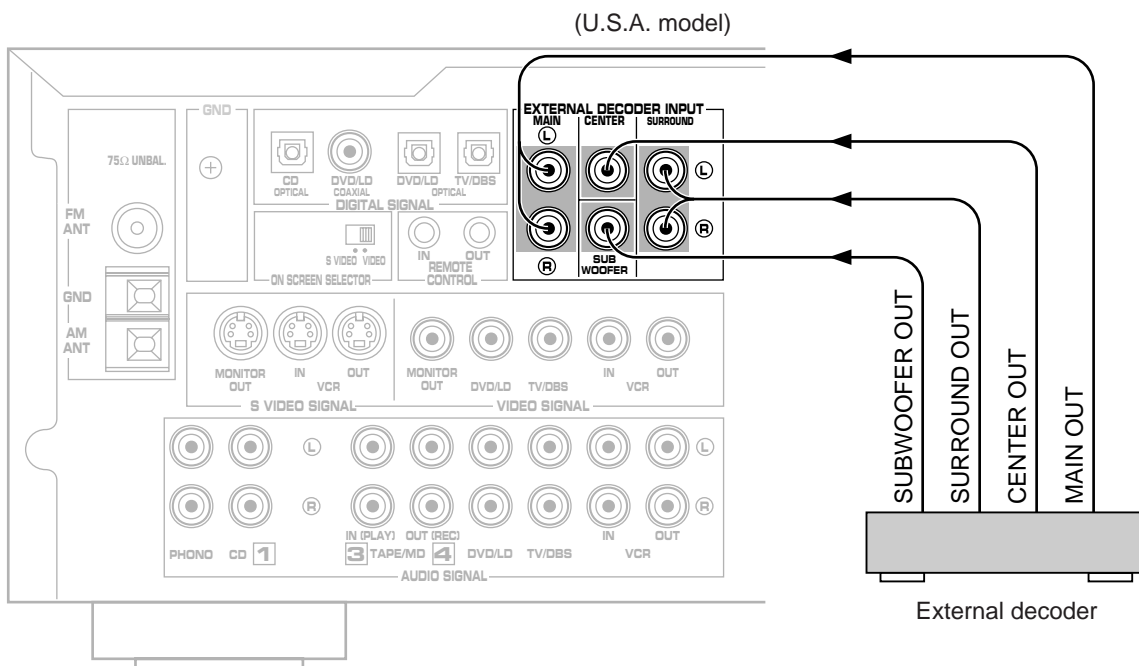 (U.S.A. model)
GND
EXTERNAL DECODER INPUT
MAIN CENTER SURROUND
L
75Ω UNBAL.
CD DVD/LD DVD/LD TV/DBS
OPTICAL COAXIAL OPTICAL
DIGITAL SIGNAL
L
FM
ANT
R
S VIDEO VIDEO
IN OUT
REMOTE
CONTROL
ON SCREEN SELECTOR
R
SUB
WOOFER
GND
AM
ANT
MONITOR
OUT
IN OUT
VCR
S VIDEO SIGNAL
MONITOR
OUT
DVD/LD TV/DBS
IN OUT
VCR
VIDEO SIGNAL
L L
R R
IN (PLAY) OUT (REC) IN OUT
PHONO CD 1 3 TAPE/MD 4 DVD/LD TV/DBS VCR
AUDIO SIGNAL
SUBWOOFER OUT
SURROUND OUT
CENTER OUT
MAIN OUT
External decoder